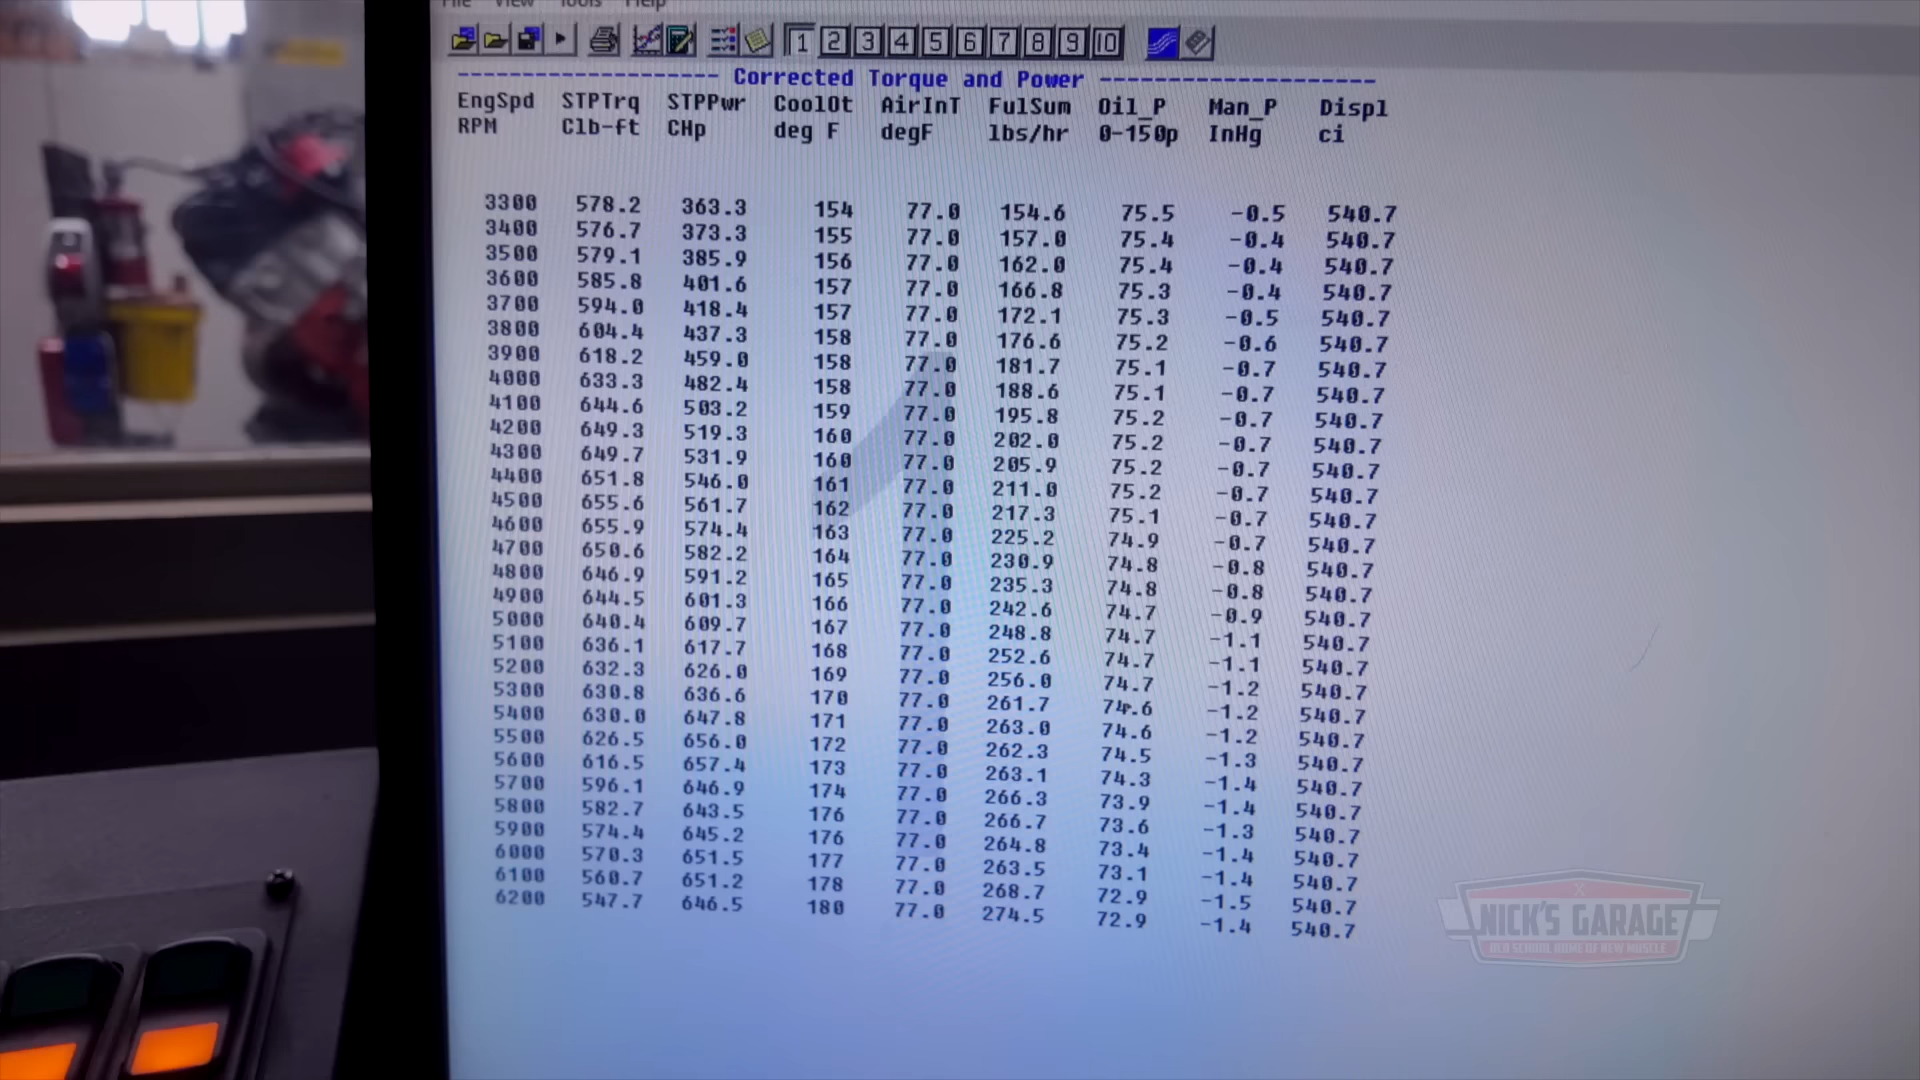 File View Tools Help
1 2 3 4 5 6 7 8 9 10
-------------------- Corrected Torque and Power ---------------------
EngSpd STPTrq STPPwr CoolOt AirInT FulSum Oil_P Man_P Displ
RPM Clb-ft CHp deg F degF lbs/hr 0-150p InHg ci
3300 578.2 363.3 154 77.0 154.6 75.5 -0.5 540.7
3400 576.7 373.3 155 77.0 157.0 75.4 -0.4 540.7
3500 579.1 385.9 156 77.0 162.0 75.4 -0.4 540.7
3600 585.8 401.6 157 77.0 166.8 75.3 -0.4 540.7
3700 594.0 418.4 157 77.0 172.1 75.3 -0.5 540.7
3800 604.4 437.3 158 77.0 176.6 75.2 -0.6 540.7
3900 618.2 459.0 158 77.0 181.7 75.1 -0.7 540.7
4000 633.3 482.4 158 77.0 188.6 75.1 -0.7 540.7
4100 644.6 503.2 159 77.0 195.8 75.2 -0.7 540.7
4200 649.3 519.3 160 77.0 202.0 75.2 -0.7 540.7
4300 649.7 531.9 160 77.0 205.9 75.2 -0.7 540.7
4400 651.8 546.0 161 77.0 211.0 75.2 -0.7 540.7
4500 655.6 561.7 162 77.0 217.3 75.1 -0.7 540.7
4600 655.9 574.4 163 77.0 225.2 74.9 -0.7 540.7
4700 650.6 582.2 164 77.0 230.9 74.8 -0.8 540.7
4800 646.9 591.2 165 77.0 235.3 74.8 -0.8 540.7
4900 644.5 601.3 166 77.0 242.6 74.7 -0.9 540.7
5000 640.4 609.7 167 77.0 248.8 74.7 -1.1 540.7
5100 636.1 617.7 168 77.0 252.6 74.7 -1.1 540.7
5200 632.3 626.0 169 77.0 256.0 74.7 -1.2 540.7
5300 630.8 636.6 170 77.0 261.7 74.6 -1.2 540.7
5400 630.0 647.8 171 77.0 263.0 74.6 -1.2 540.7
5500 626.5 656.0 172 77.0 262.3 74.5 -1.3 540.7
5600 616.5 657.4 173 77.0 263.1 74.3 -1.4 540.7
5700 596.1 646.9 174 77.0 266.3 73.9 -1.4 540.7
5800 582.7 643.5 176 77.0 266.7 73.6 -1.3 540.7
5900 574.4 645.2 176 77.0 264.8 73.4 -1.4 540.7
6000 570.3 651.5 177 77.0 263.5 73.1 -1.4 540.7
6100 560.7 651.2 178 77.0 268.7 72.9 -1.5 540.7
6200 547.7 646.5 180 77.0 274.5 72.9 -1.4 540.7
NICK'S GARAGE
OLD SCHOOL HOME OF NEW MUSCLE